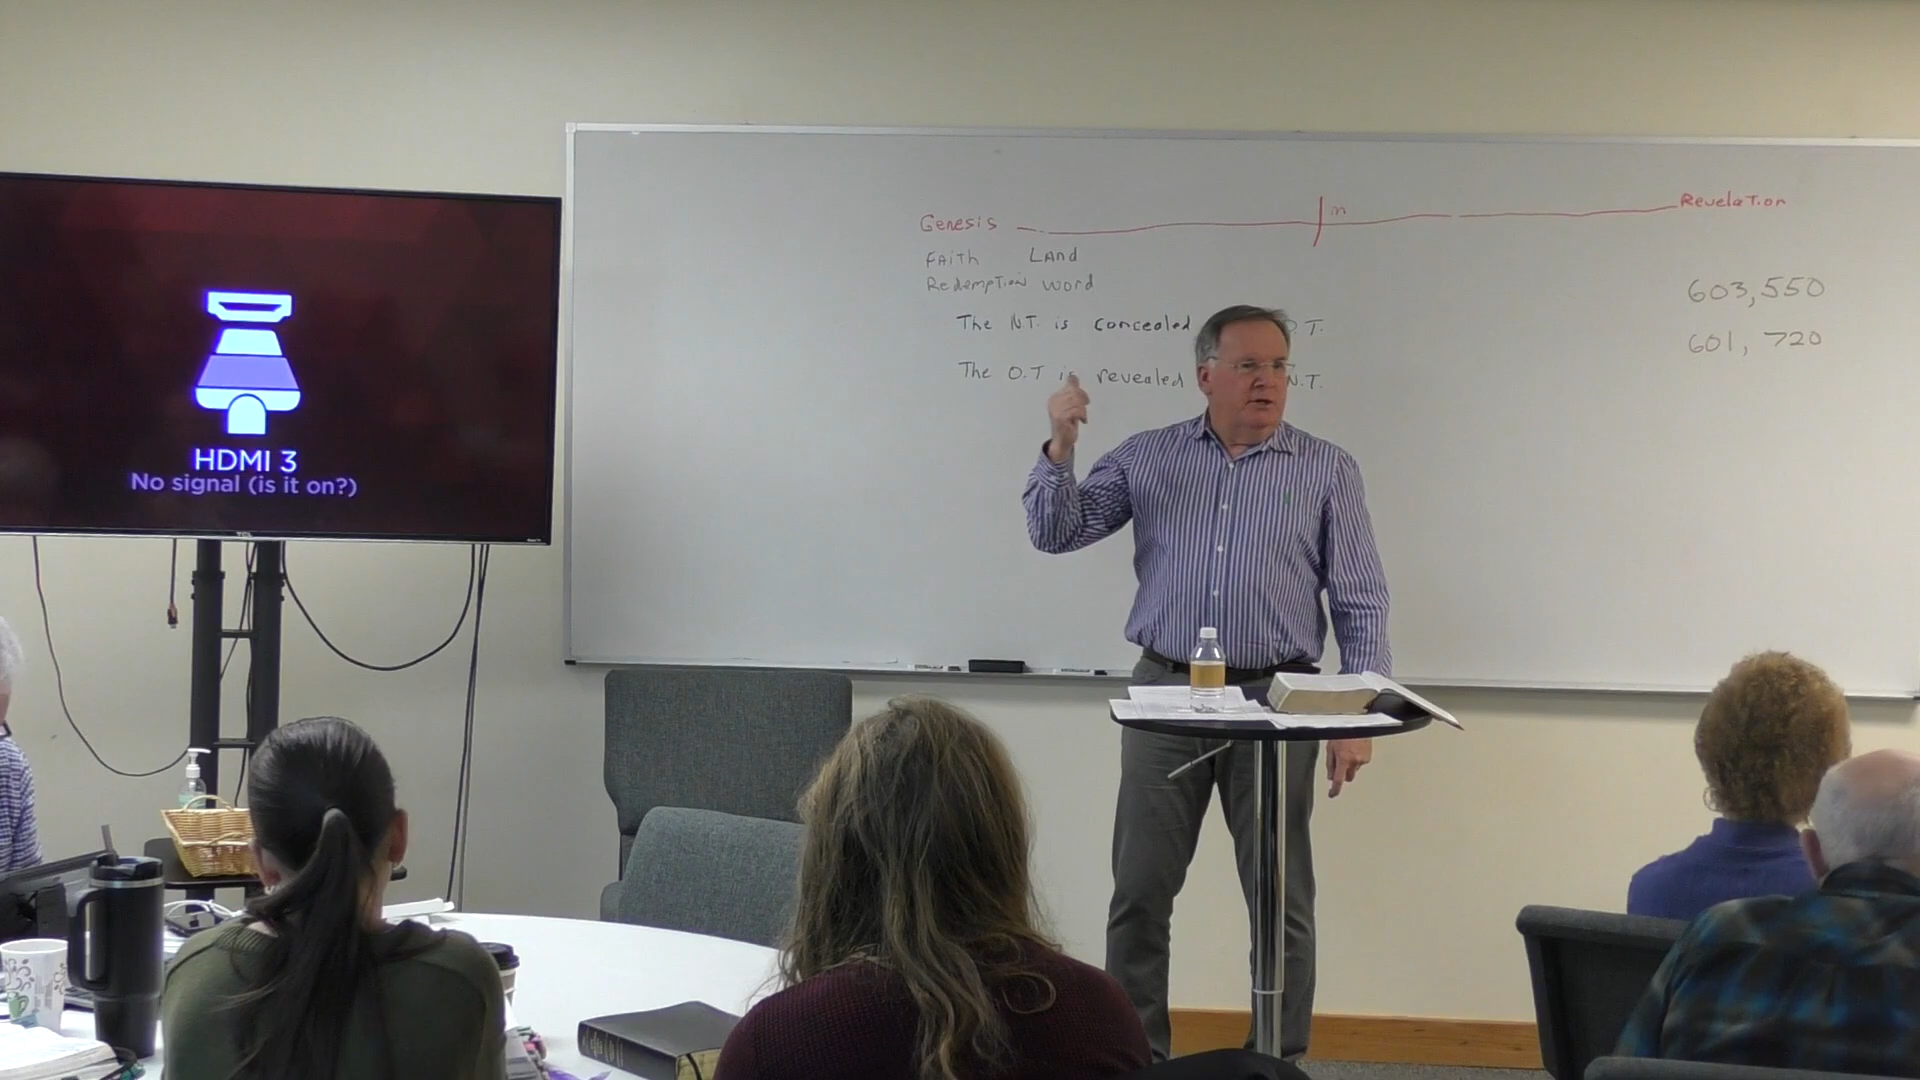 HDMI 3
No signal (is it on?)
Genesis
m
Revelation
Faith Land
Redemption word
The N.T. is concealed O.T.
The O.T is revealed N.T.
603,550
601, 720